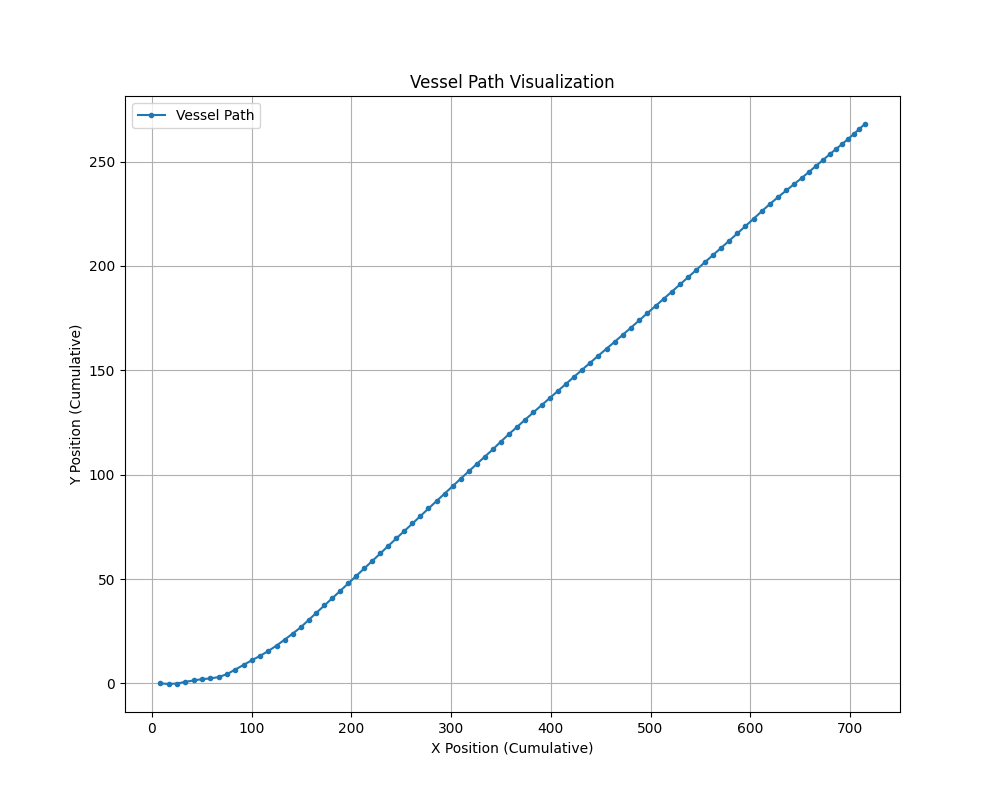 Vessel Path Visualization
Vessel Path
250
200
150
100
50
0
Y Position (Cumulative)
0 100 200 300 400 500 600 700
X Position (Cumulative)